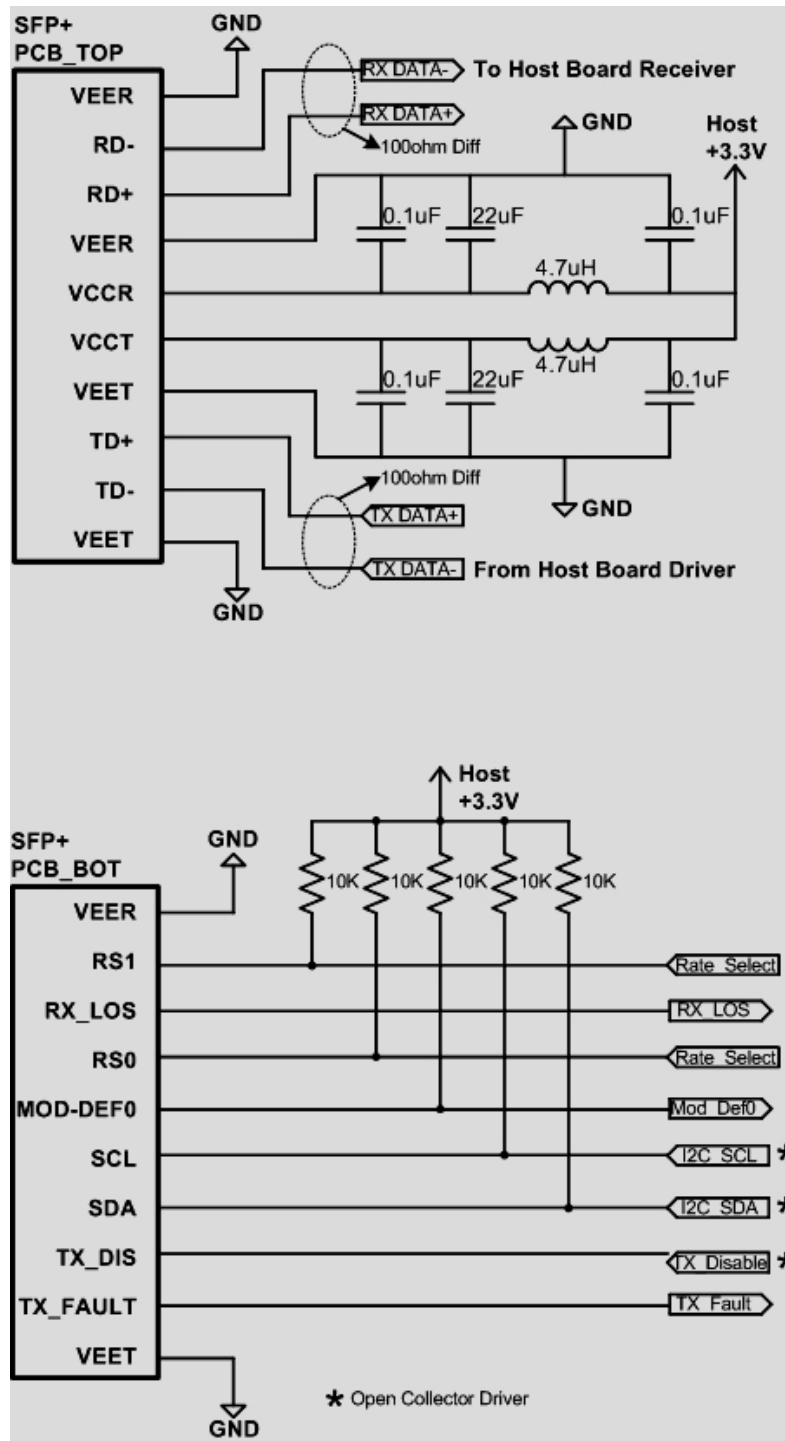 SFP+
PCB_TOP
GND
VEER
RX DATA-
To Host Board Receiver
RD-
RX DATA+
100ohm Diff
GND
Host
+3.3V
RD+
VEER
0.1uF
22uF
0.1uF
4.7uH
VCCR
VCCT
4.7uH
VEET
0.1uF
22uF
0.1uF
TD+
100ohm Diff
TD-
TX DATA+
GND
VEET
TX DATA-
From Host Board Driver
GND
Host
+3.3V
SFP+
PCB_BOT
GND
10K
10K
10K
10K
10K
VEER
RS1
Rate_Select
RX_LOS
RX_LOS
RS0
Rate_Select
MOD-DEF0
Mod_Def0
SCL
I2C_SCL *
SDA
I2C_SDA *
TX_DIS
TX_Disable *
TX_FAULT
TX_Fault
VEET
GND
* Open Collector Driver